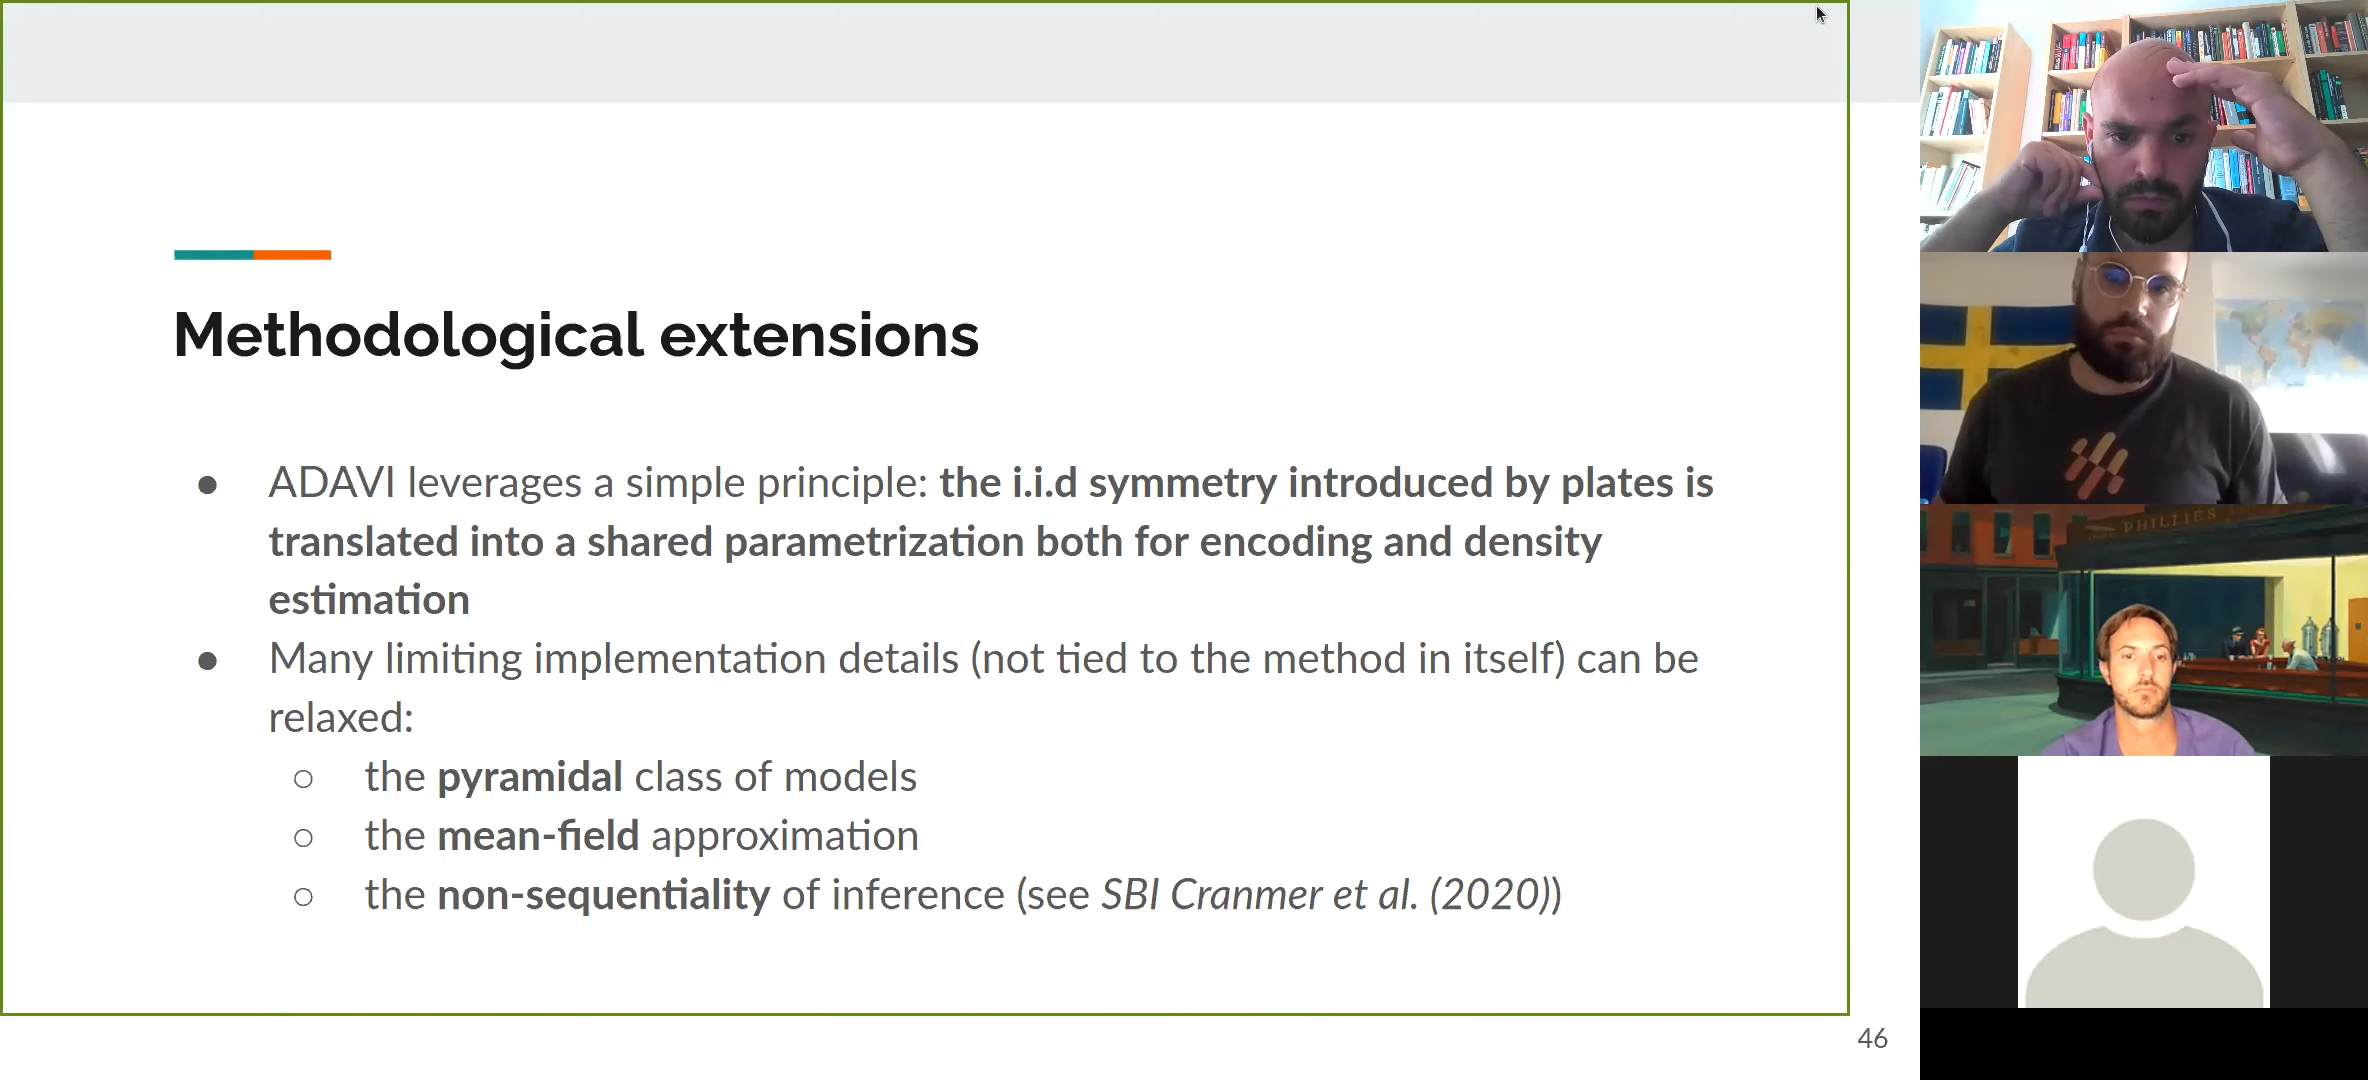 Methodological extensions
● ADAVI leverages a simple principle: the i.i.d symmetry introduced by plates is
translated into a shared parametrization both for encoding and density
estimation
● Many limiting implementation details (not tied to the method in itself) can be
relaxed:
○ the pyramidal class of models
○ the mean-field approximation
○ the non-sequentiality of inference (see SBI Cranmer et al. (2020))
46
PHILLIES